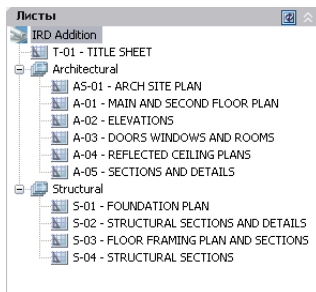 Листы
IRD Addition
T-01 - TITLE SHEET
Architectural
AS-01 - ARCH SITE PLAN
A-01 - MAIN AND SECOND FLOOR PLAN
A-02 - ELEVATIONS
A-03 - DOORS WINDOWS AND ROOMS
A-04 - REFLECTED CEILING PLANS
A-05 - SECTIONS AND DETAILS
Structural
S-01 - FOUNDATION PLAN
S-02 - STRUCTURAL SECTIONS AND DETAILS
S-03 - FLOOR FRAMING PLAN AND SECTIONS
S-04 - STRUCTURAL SECTIONS